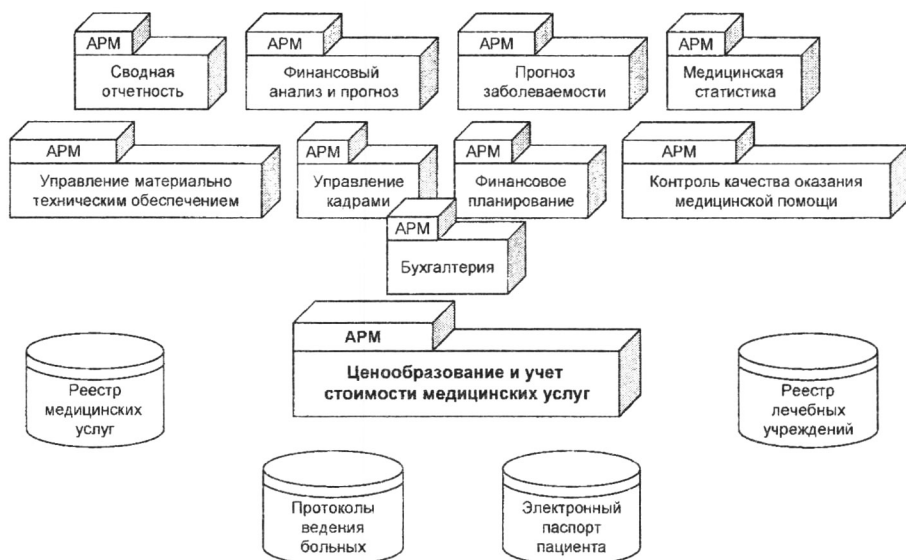 АРМ
Сводная
отчетность
АРМ
Финансовый
анализ и прогноз
АРМ
Прогноз
заболеваемости
АРМ
Медицинская
статистика
АРМ
Управление материально
техническим обеспечением
АРМ
Управление
кадрами
АРМ
Финансовое
планирование
АРМ
Контроль качества оказания
медицинской помощи
АРМ
Бухгалтерия
АРМ
Ценообразование и учет
стоимости медицинских услуг
Реестр
медицинских
услуг
Реестр
лечебных
учреждений
Протоколы
ведения
больных
Электронный
паспорт
пациента